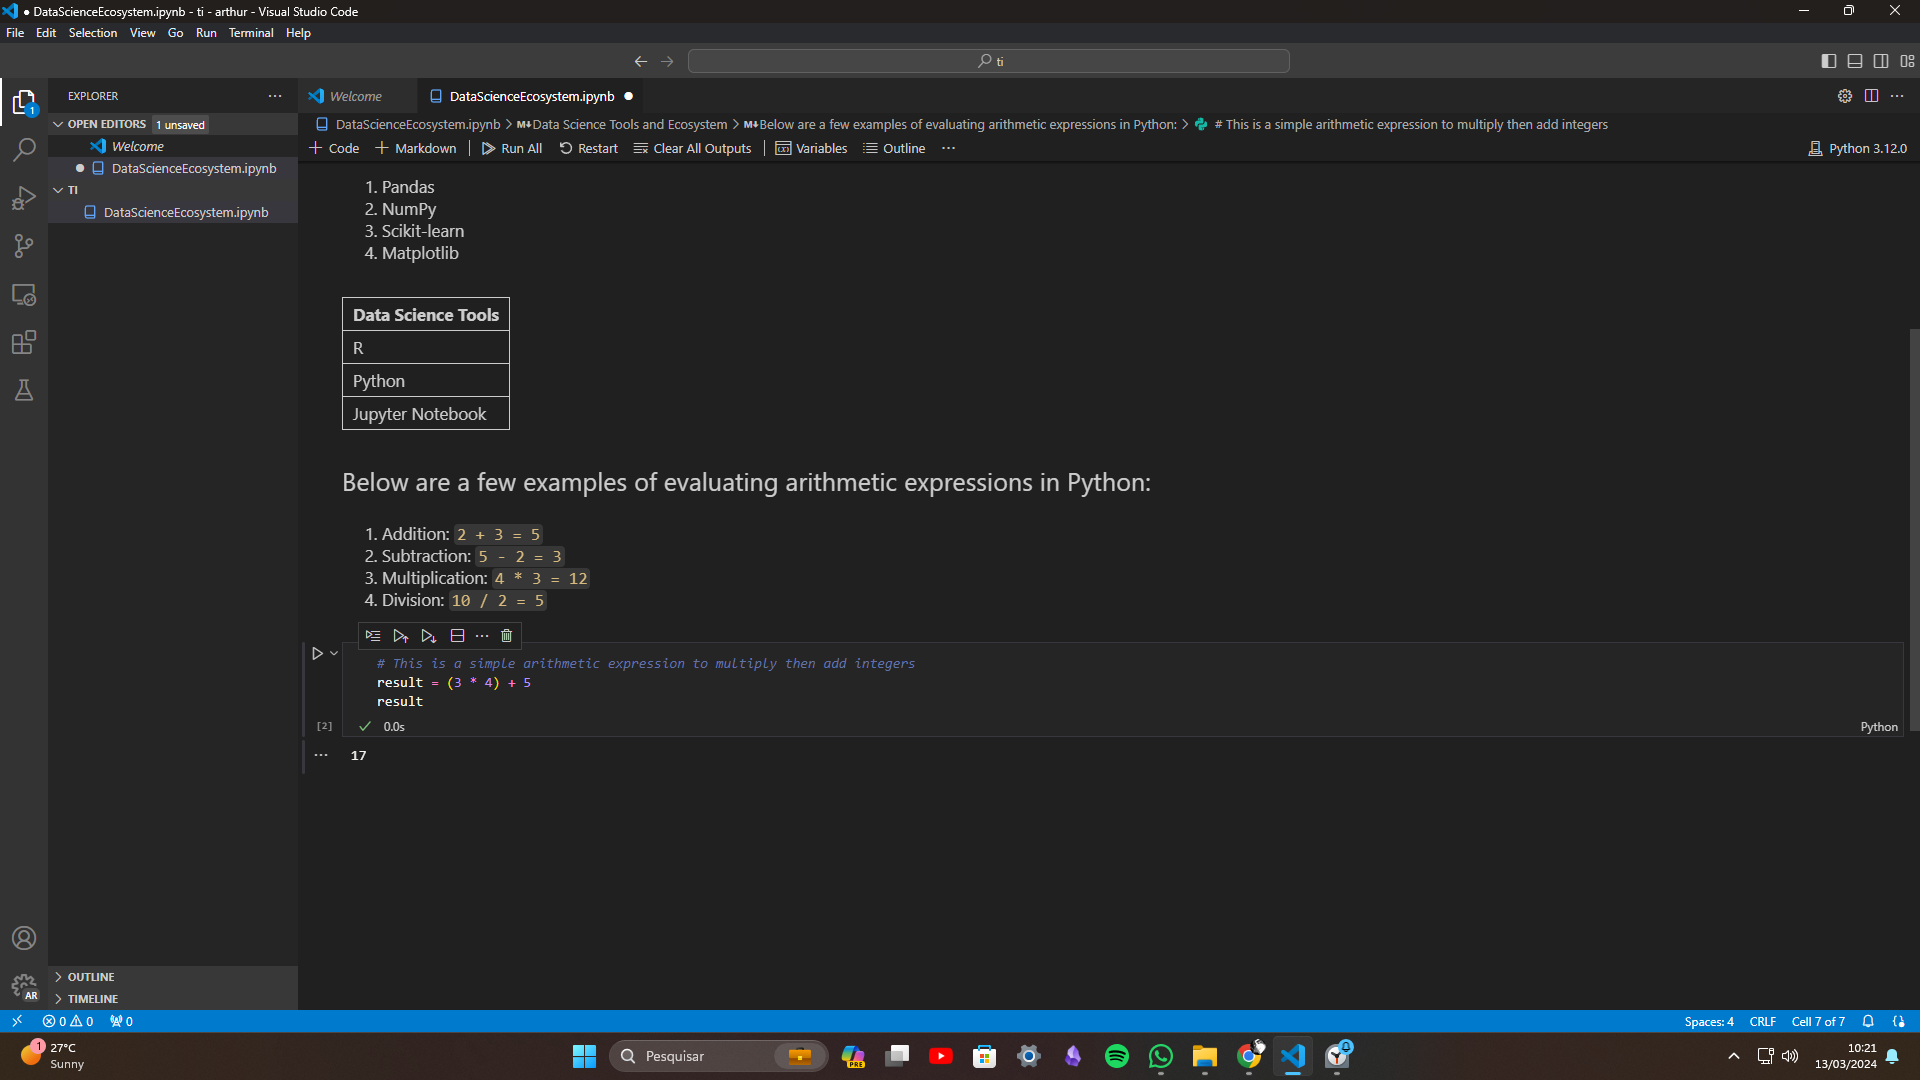 ● DataScienceEcosystem.ipynb - ti - arthur - Visual Studio Code
File Edit Selection View Go Run Terminal Help
ti
EXPLORER
OPEN EDITORS 1 unsaved
Welcome
DataScienceEcosystem.ipynb
TI
DataScienceEcosystem.ipynb
OUTLINE
TIMELINE
Welcome DataScienceEcosystem.ipynb
DataScienceEcosystem.ipynb > M↓Data Science Tools and Ecosystem > M↓Below are a few examples of evaluating arithmetic expressions in Python: > # This is a simple arithmetic expression to multiply then add integers
+ Code + Markdown | Run All Restart Clear All Outputs | Variables Outline ···
Python 3.12.0
1. Pandas
2. NumPy
3. Scikit-learn
4. Matplotlib
Data Science Tools
R
Python
Jupyter Notebook
Below are a few examples of evaluating arithmetic expressions in Python:
1. Addition: 2 + 3 = 5
2. Subtraction: 5 - 2 = 3
3. Multiplication: 4 * 3 = 12
4. Division: 10 / 2 = 5
# This is a simple arithmetic expression to multiply then add integers
result = (3 * 4) + 5
result
[2] ✓ 0.0s
Python
17
1
AR
0 0 0
Spaces: 4 CRLF Cell 7 of 7
1
27°C
Sunny
Pesquisar
PRE
10:21
13/03/2024